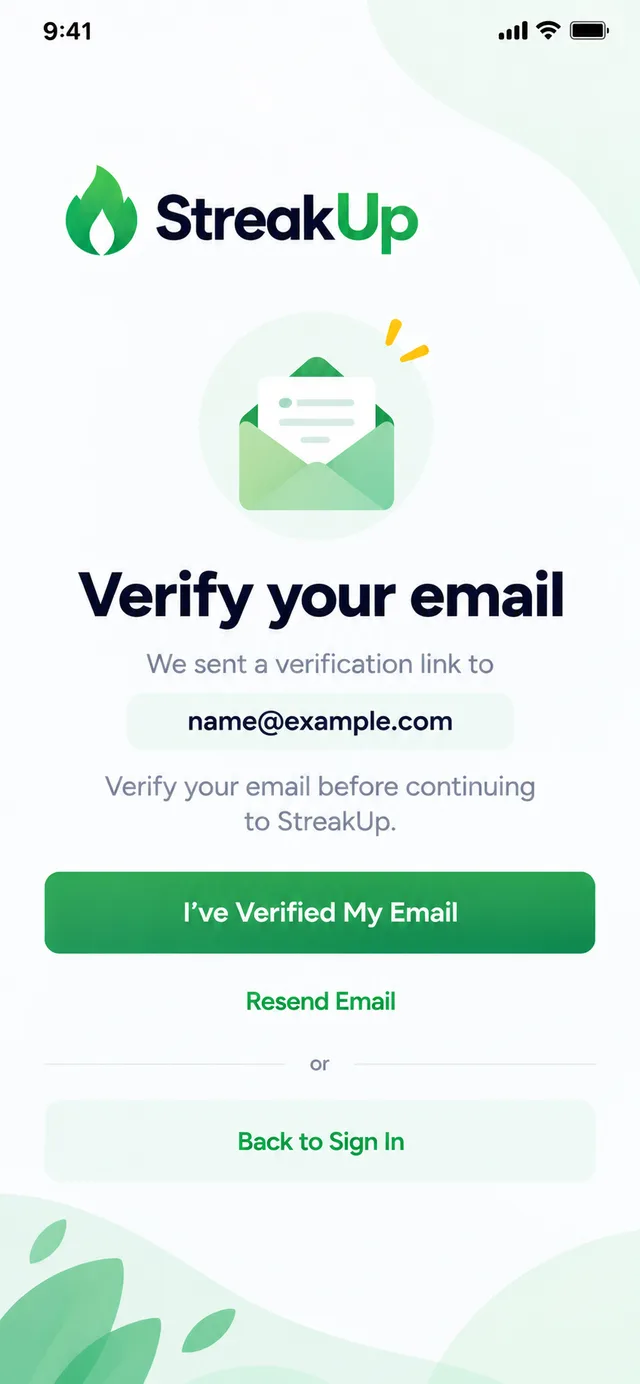 9:41
StreakUp
Verify your email
We sent a verification link to
name@example.com
Verify your email before continuing
to StreakUp.
I’ve Verified My Email
Resend Email
or
Back to Sign In